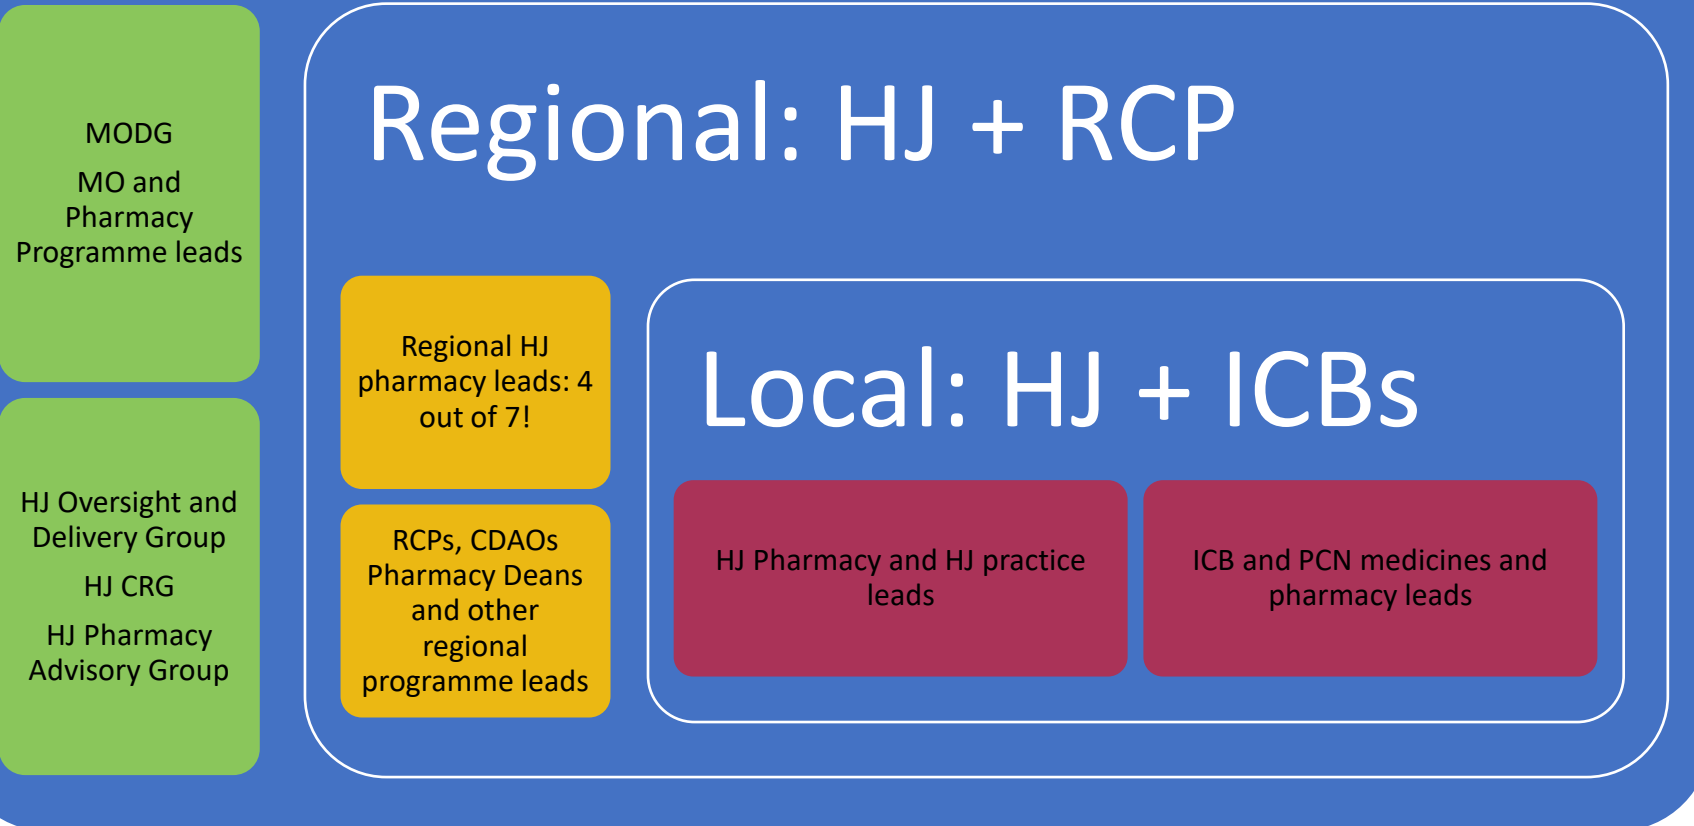 MODG
MO and
Pharmacy
Programme leads
HJ Oversight and
Delivery Group
HJ CRG
HJ Pharmacy
Advisory Group
Regional: HJ + RCP
Regional HJ
pharmacy leads: 4
out of 7!
RCPs, CDAOs
Pharmacy Deans
and other
regional
programme leads
Local: HJ + ICBs
HJ Pharmacy and HJ practice
leads
ICB and PCN medicines and
pharmacy leads